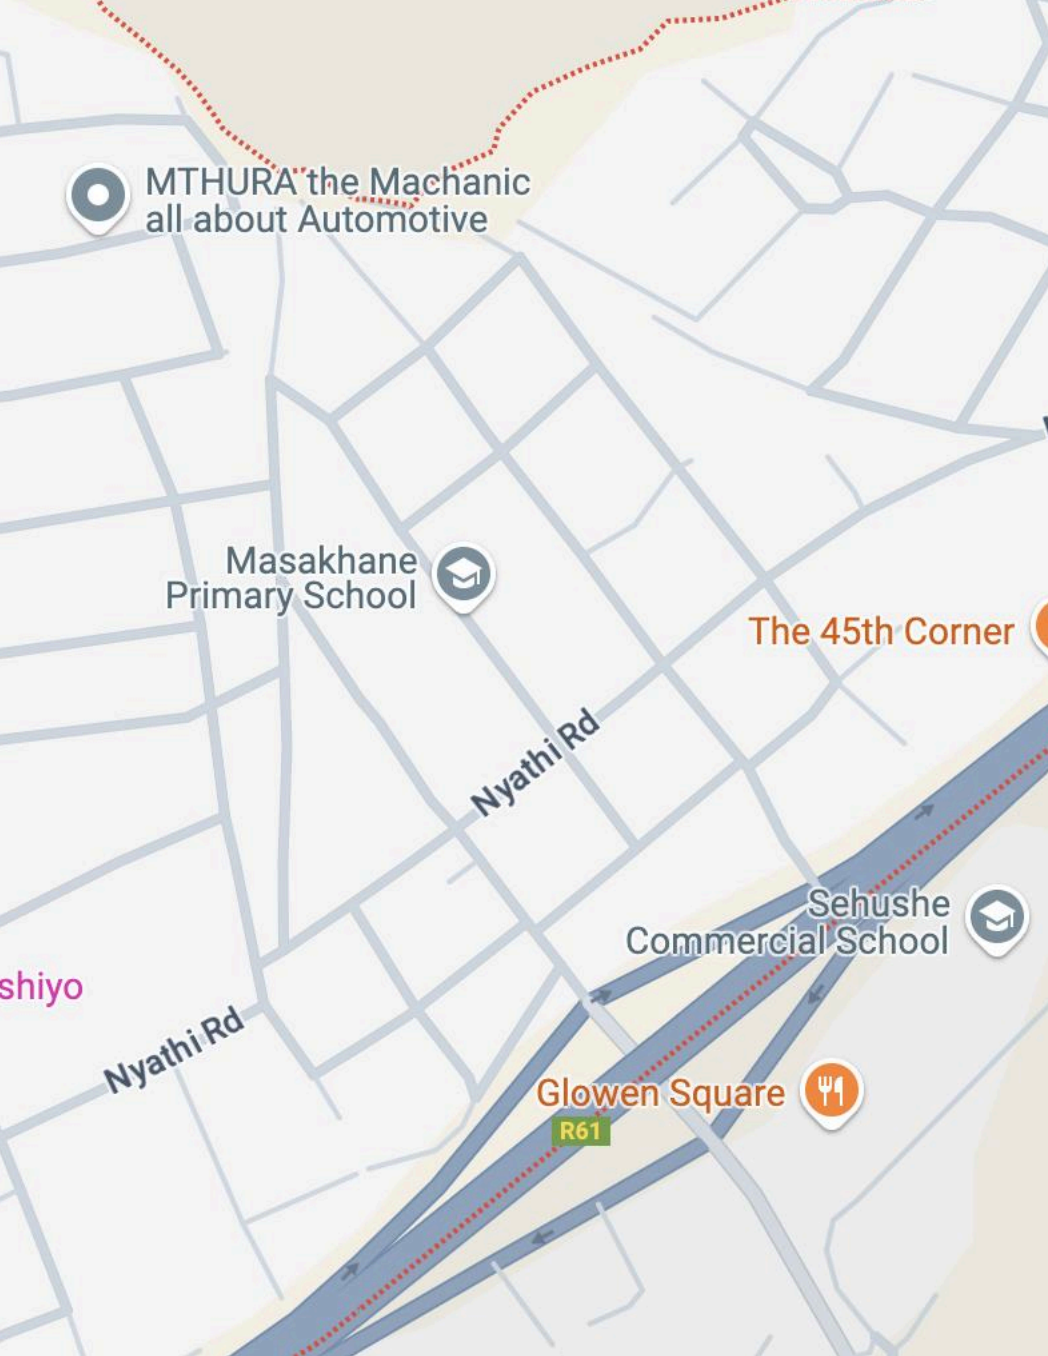 MTHURA the Machanic
all about Automotive
Masakhane
Primary School
The 45th Corner
Nyathi Rd
Sehushe
Commercial School
shiyo
Nyathi Rd
Glowen Square
R61